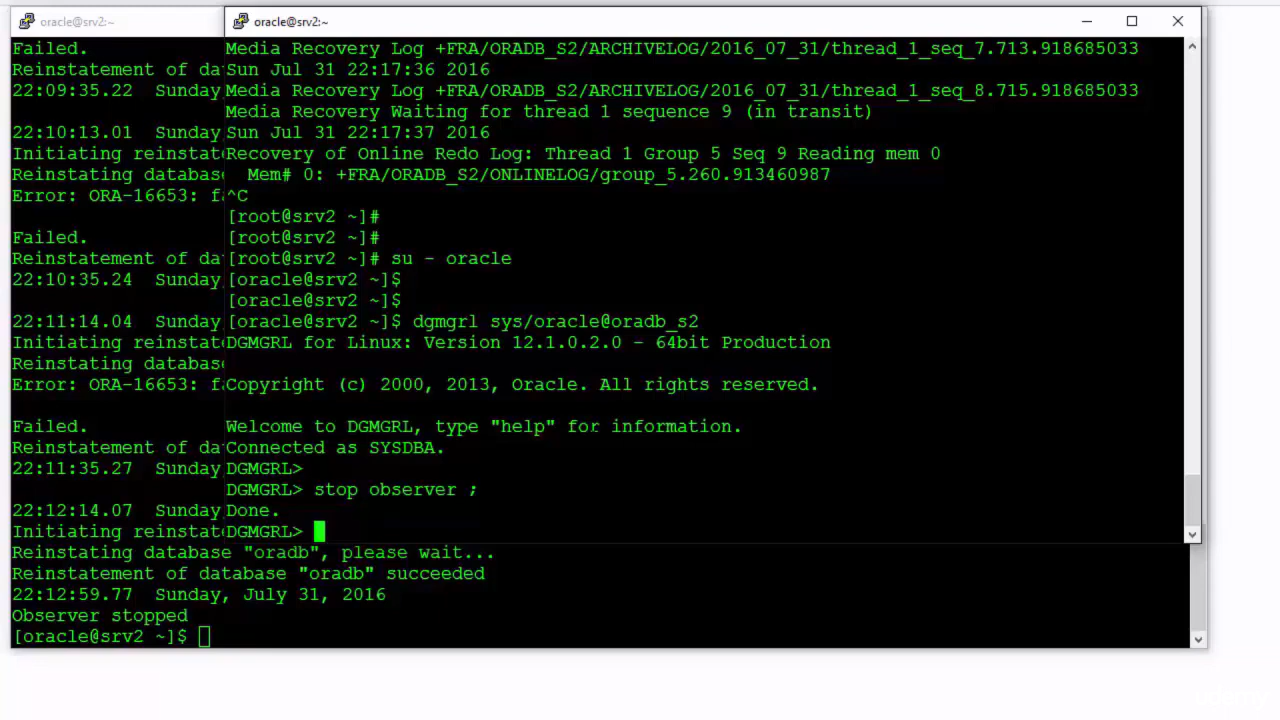 oracle@srv2:~
oracle@srv2:~
Failed.
Reinstatement of da
22:09:35.22  Sunday
22:10:13.01  Sunday,
Initiating reinstat
Reinstating database
Error: ORA-16653: f
Failed.
Reinstatement of da
22:10:35.24  Sunday,
22:11:14.04  Sunday,
Initiating reinstat
Reinstating database
Error: ORA-16653: f
Failed.
Reinstatement of da
22:11:35.27  Sunday
22:12:14.07  Sunday,
Initiating reinstat
Reinstating database "oradb", please wait...
Reinstatement of database "oradb" succeeded
22:12:59.77  Sunday, July 31, 2016
Observer stopped
[oracle@srv2 ~]$
Media Recovery Log +FRA/ORADB_S2/ARCHIVELOG/2016_07_31/thread_1_seq_7.713.918685033
Sun Jul 31 22:17:36 2016
Media Recovery Log +FRA/ORADB_S2/ARCHIVELOG/2016_07_31/thread_1_seq_8.715.918685033
Media Recovery Waiting for thread 1 sequence 9 (in transit)
Sun Jul 31 22:17:37 2016
Recovery of Online Redo Log: Thread 1 Group 5 Seq 9 Reading mem 0
  Mem# 0: +FRA/ORADB_S2/ONLINELOG/group_5.260.913460987
^C
[root@srv2 ~]#
[root@srv2 ~]#
[root@srv2 ~]# su - oracle
[oracle@srv2 ~]$
[oracle@srv2 ~]$
[oracle@srv2 ~]$ dgmgrl sys/oracle@oradb_s2
DGMGRL for Linux: Version 12.1.0.2.0 - 64bit Production
Copyright (c) 2000, 2013, Oracle. All rights reserved.
Welcome to DGMGRL, type "help" for information.
Connected as SYSDBA.
DGMGRL>
DGMGRL> stop observer ;
Done.
DGMGRL>